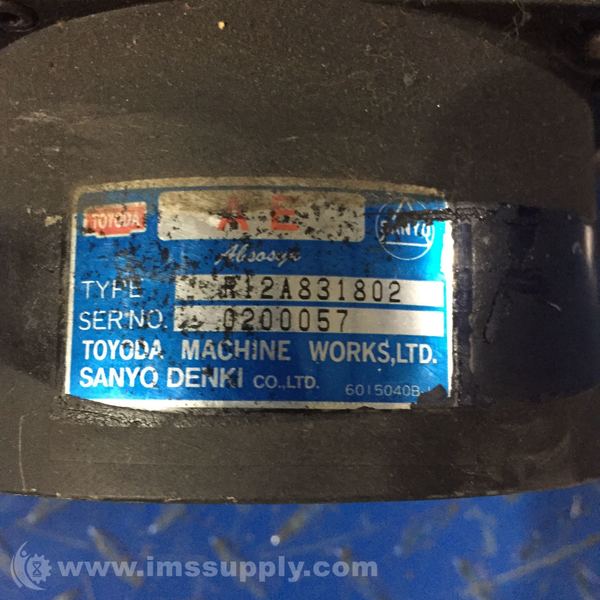 TOYODA A E SANYO
Absosyn
TYPE R12A831802
SER NO. 0200057
TOYODA MACHINE WORKS,LTD.
SANYO DENKI CO.,LTD. 6015040B-
www.imssupply.com